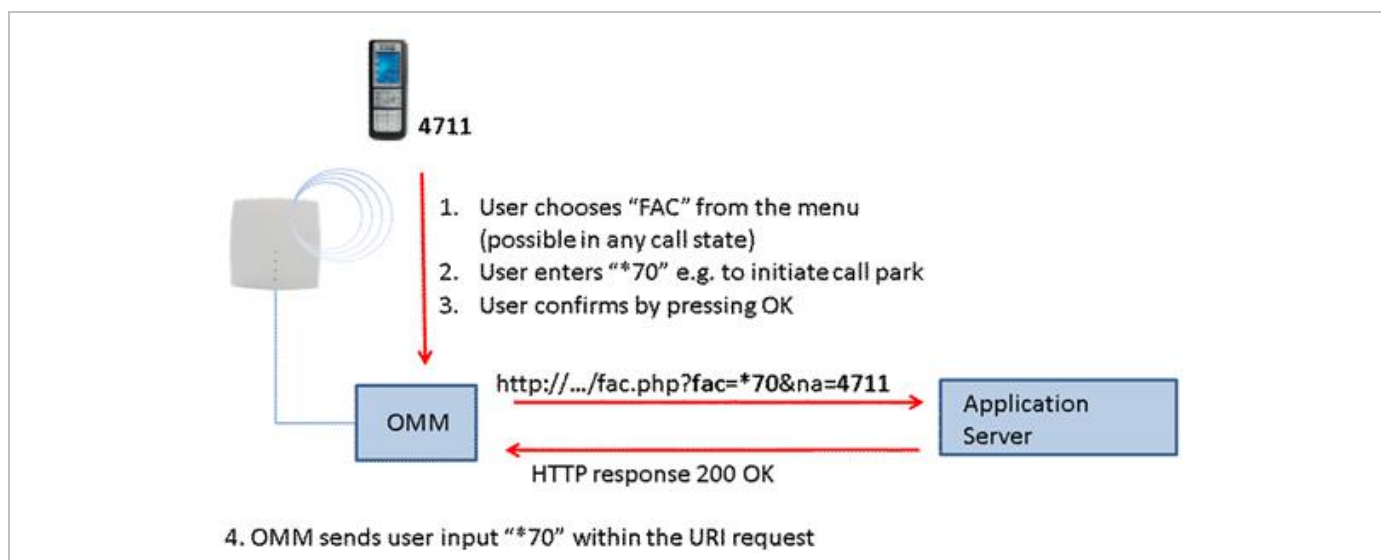 4711
1. User chooses “FAC” from the menu
(possible in any call state)
2. User enters “*70” e.g. to initiate call park
3. User confirms by pressing OK
http://.../fac.php?fac=*70&na=4711
OMM
Application
Server
HTTP response 200 OK
4. OMM sends user input “*70” within the URI request